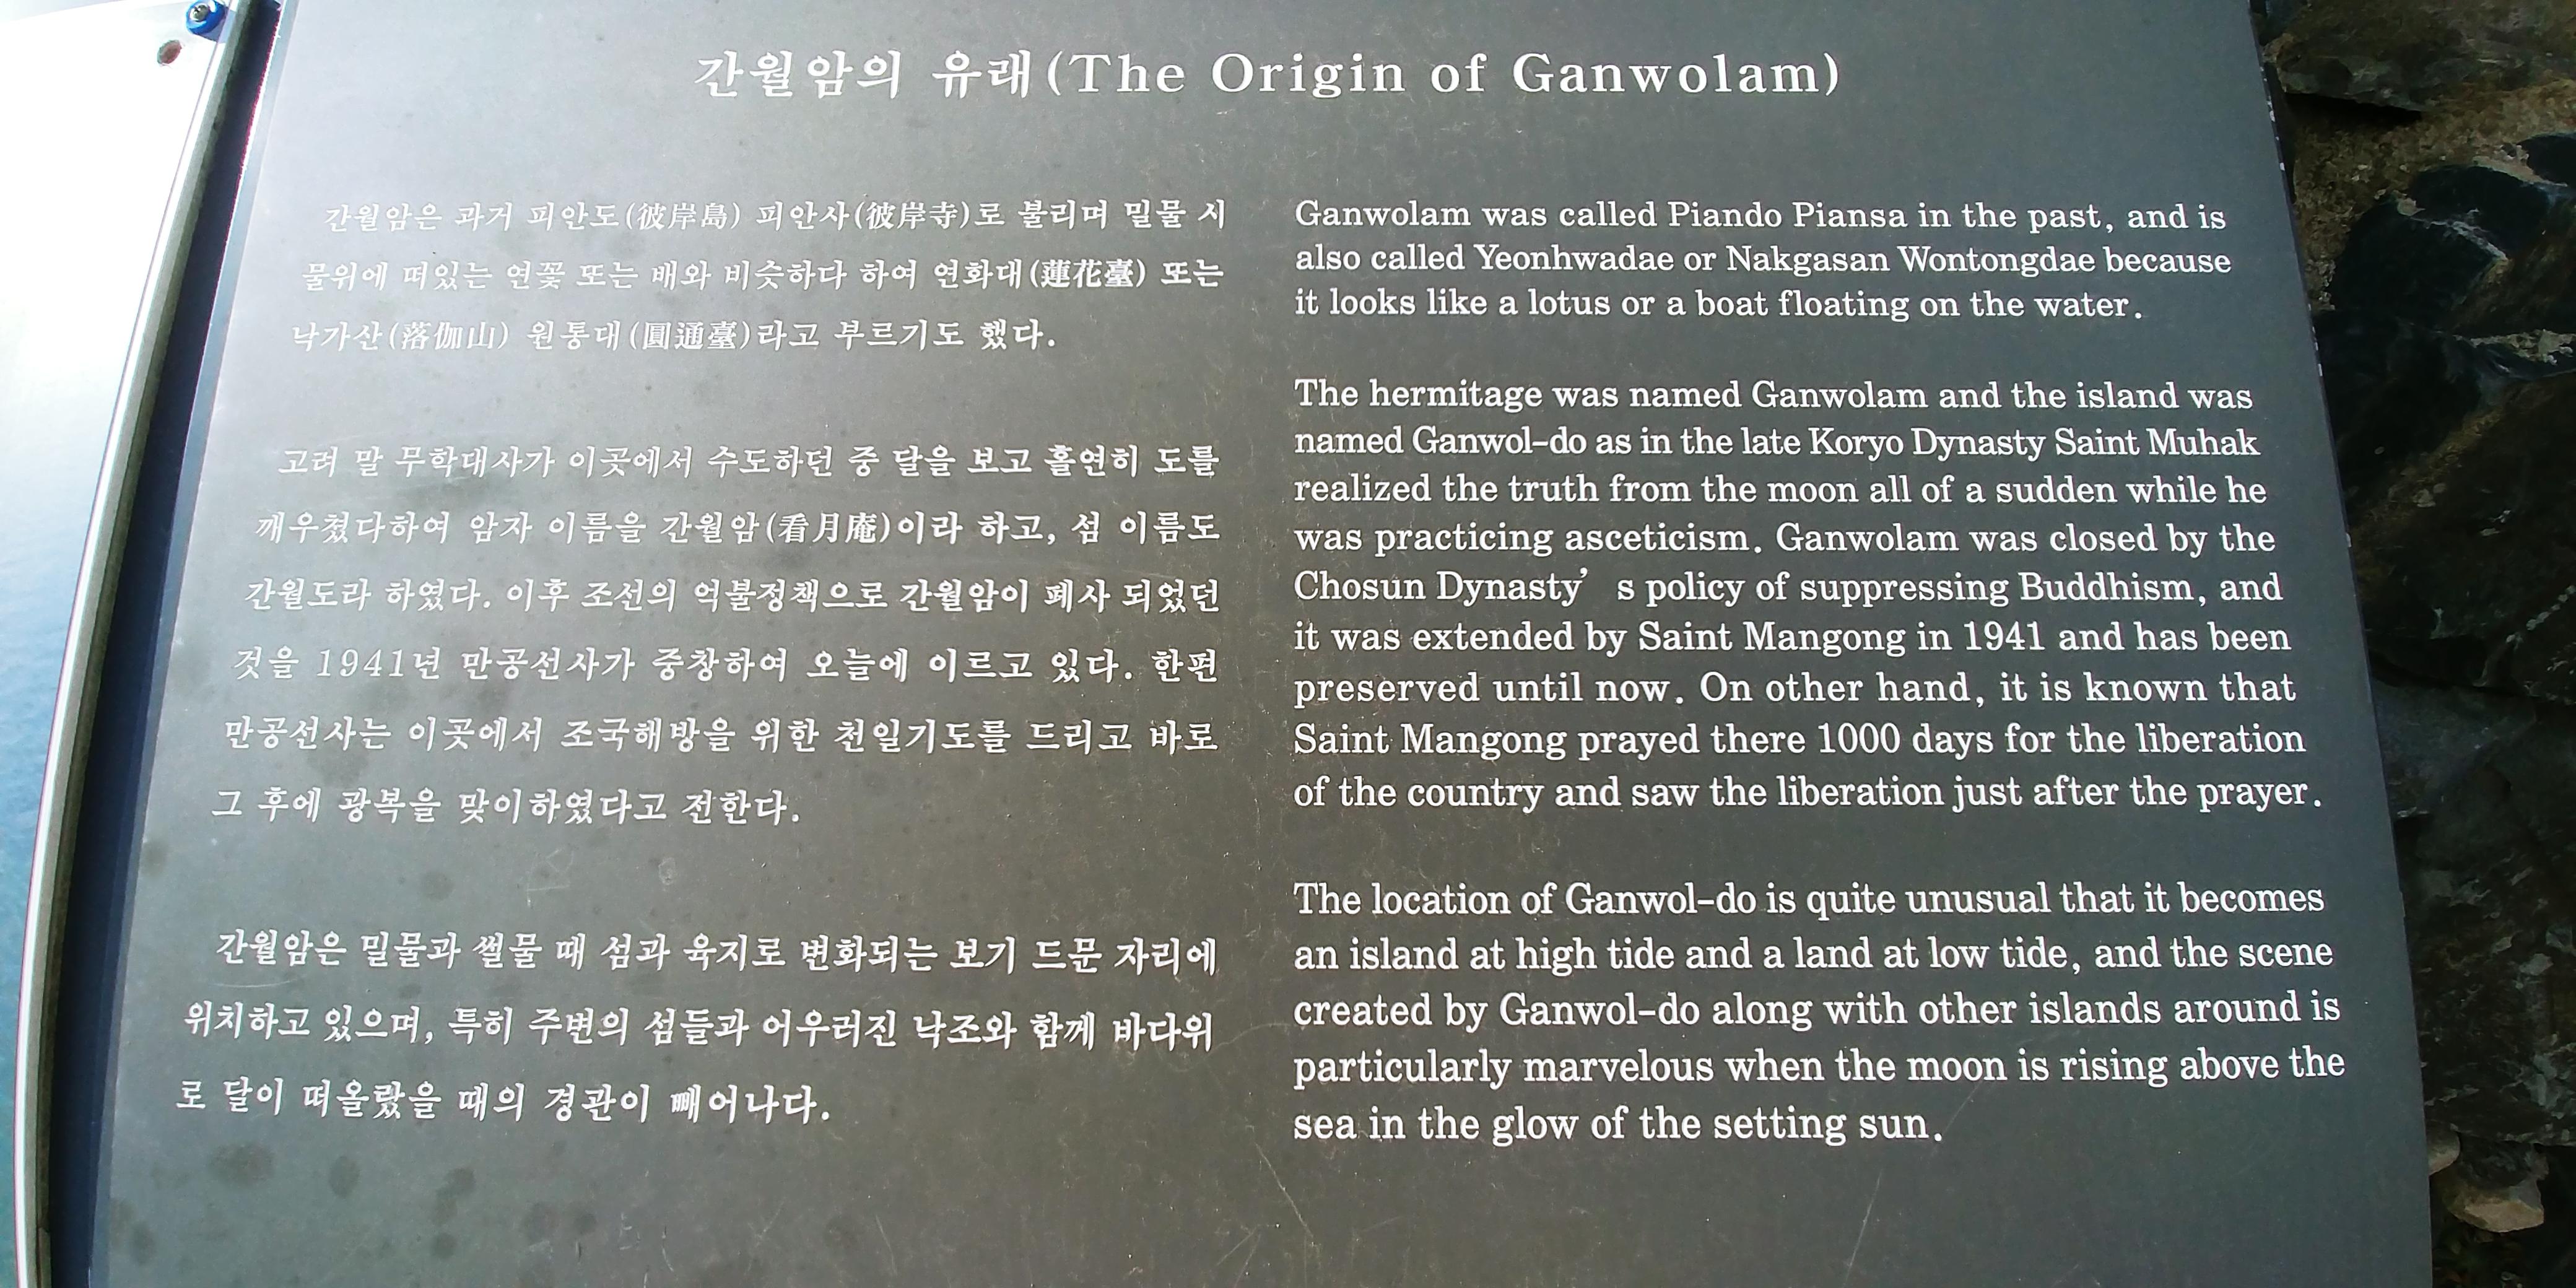 간월암의 유래(The Origin of Ganwolam)
간월암은 과거 피안도(彼岸島) 피안사(彼岸寺)로 불리며 밀물 시
물위에 떠있는 연꽃 또는 배와 비슷하다 하여 연화대(蓮花臺) 또는
낙가산(落伽山) 원통대(圓通臺)라고 부르기도 했다.
고려 말 무학대사가 이곳에서 수도하던 중 달을 보고 홀연히 도를
깨우쳤다하여 암자 이름을 간월암(看月庵)이라 하고, 섬 이름도
간월도라 하였다. 이후 조선의 억불정책으로 간월암이 폐사 되었던
것을 1941년 만공선사가 중창하여 오늘에 이르고 있다. 한편
만공선사는 이곳에서 조국해방을 위한 천일기도를 드리고 바로
그 후에 광복을 맞이하였다고 전한다.
간월암은 밀물과 썰물 때 섬과 육지로 변화되는 보기 드문 자리에
위치하고 있으며, 특히 주변의 섬들과 어우러진 낙조와 함께 바다위
로 달이 떠올랐을 때의 경관이 빼어나다.
Ganwolam was called Piando Piansa in the past, and is
also called Yeonhwadae or Nakgasan Wontongdae because
it looks like a lotus or a boat floating on the water.
The hermitage was named Ganwolam and the island was
named Ganwol-do as in the late Koryo Dynasty Saint Muhak
realized the truth from the moon all of a sudden while he
was practicing asceticism. Ganwolam was closed by the
Chosun Dynasty’ s policy of suppressing Buddhism, and
it was extended by Saint Mangong in 1941 and has been
preserved until now. On other hand, it is known that
Saint Mangong prayed there 1000 days for the liberation
of the country and saw the liberation just after the prayer.
The location of Ganwol-do is quite unusual that it becomes
an island at high tide and a land at low tide, and the scene
created by Ganwol-do along with other islands around is
particularly marvelous when the moon is rising above the
sea in the glow of the setting sun.